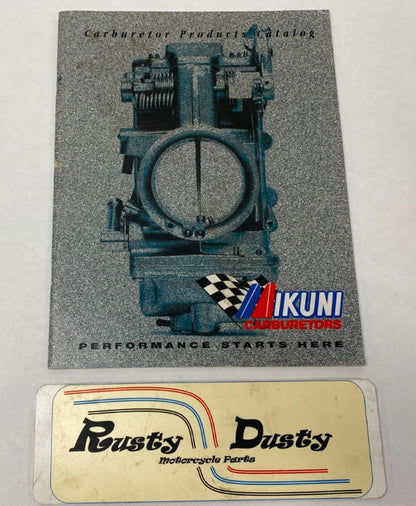 Carburetor Products Catalog
MIKUNI
CARBURETORS
PERFORMANCE STARTS HERE
Rusty Dusty
Motorcycle Parts